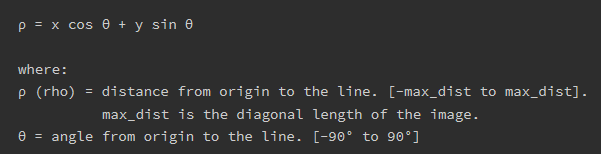 ρ = x cos θ + y sin θ
where:
ρ (rho) = distance from origin to the line. [-max_dist to max_dist].
max_dist is the diagonal length of the image.
θ = angle from origin to the line. [-90° to 90°]